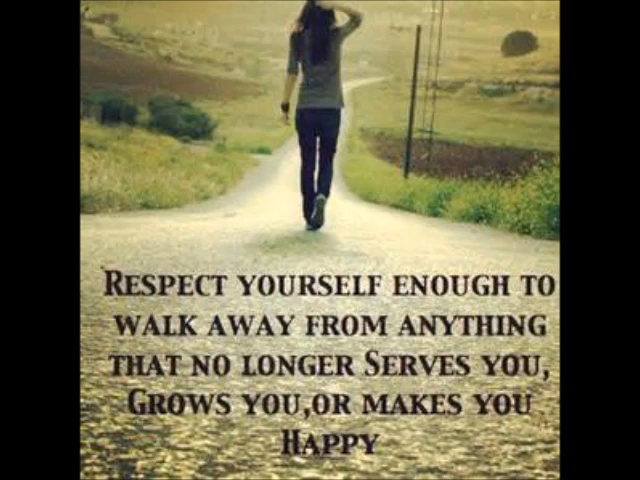 Respect yourself enough to
walk away from anything
that no longer Serves you,
Grows you,or makes you
Happy